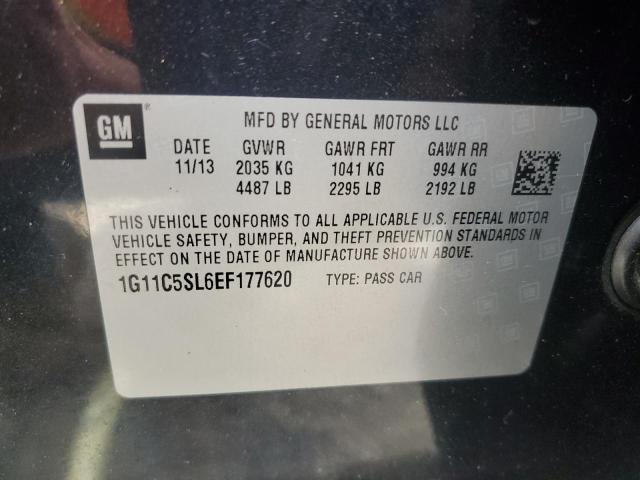 GM® MFD BY GENERAL MOTORS LLC
DATE GVWR GAWR FRT GAWR RR
11/13 2035 KG 1041 KG 994 KG
4487 LB 2295 LB 2192 LB
THIS VEHICLE CONFORMS TO ALL APPLICABLE U.S. FEDERAL MOTOR
VEHICLE SAFETY, BUMPER, AND THEFT PREVENTION STANDARDS IN
EFFECT ON THE DATE OF MANUFACTURE SHOWN ABOVE.
1G11C5SL6EF177620 TYPE: PASS CAR